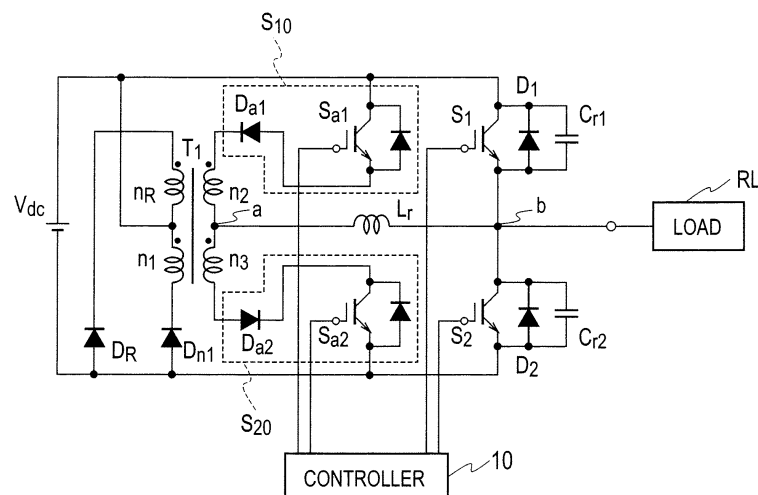 S10
Da1
Sa1
S1
D1
Cr1
T1
nR
n2
a
Lr
b
RL
LOAD
Vdc
n1
n3
DR
Dn1
Da2
Sa2
S2
D2
Cr2
S20
CONTROLLER
10